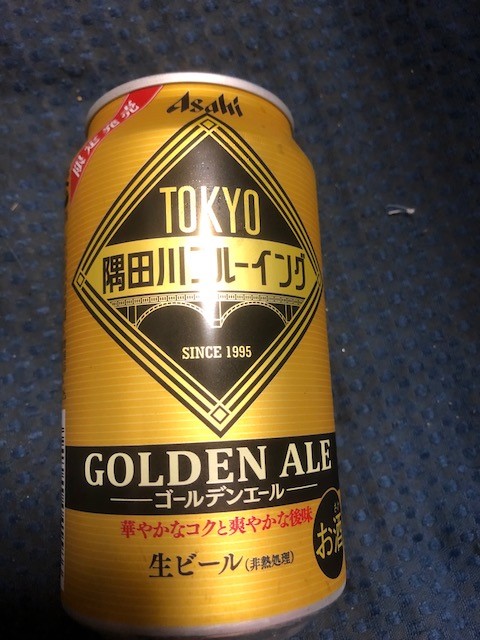 Asahi
限定発売
TOKYO
隅田川ブルーイング
SINCE 1995
GOLDEN ALE
ゴールデンエール
華やかなコクと爽やかな後味
生ビール(非熱処理)
お酒